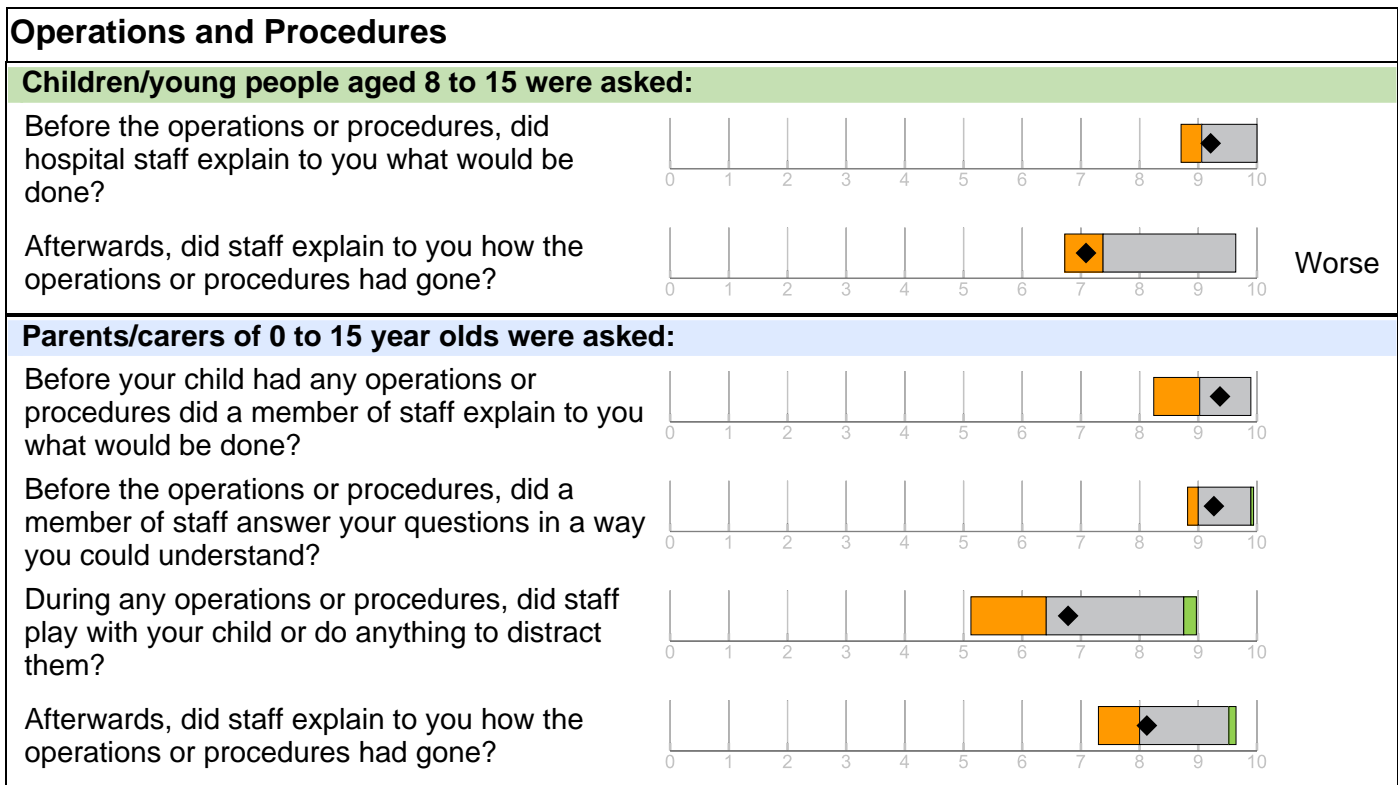 Operations and Procedures
Children/young people aged 8 to 15 were asked:
Before the operations or procedures, did
hospital staff explain to you what would be
done?
0 1 2 3 4 5 6 7 8 9 10
Afterwards, did staff explain to you how the
operations or procedures had gone?
0 1 2 3 4 5 6 7 8 9 10
Worse
Parents/carers of 0 to 15 year olds were asked:
Before your child had any operations or
procedures did a member of staff explain to you
what would be done?
0 1 2 3 4 5 6 7 8 9 10
Before the operations or procedures, did a
member of staff answer your questions in a way
you could understand?
0 1 2 3 4 5 6 7 8 9 10
During any operations or procedures, did staff
play with your child or do anything to distract
them?
0 1 2 3 4 5 6 7 8 9 10
Afterwards, did staff explain to you how the
operations or procedures had gone?
0 1 2 3 4 5 6 7 8 9 10